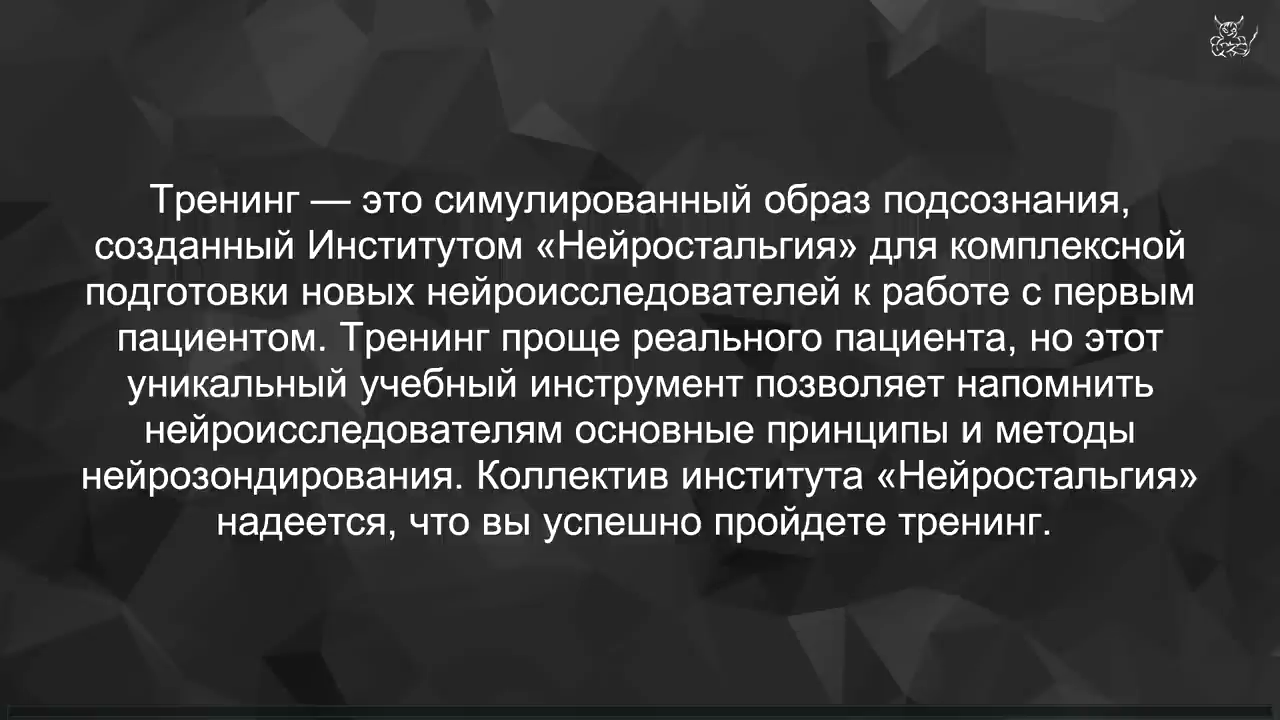 Тренинг — это симулированный образ подсознания,
созданный Институтом «Нейростальгия» для комплексной
подготовки новых нейроисследователей к работе с первым
пациентом. Тренинг проще реального пациента, но этот
уникальный учебный инструмент позволяет напомнить
нейроисследователям основные принципы и методы
нейрозондирования. Коллектив института «Нейростальгия»
надеется, что вы успешно пройдете тренинг.